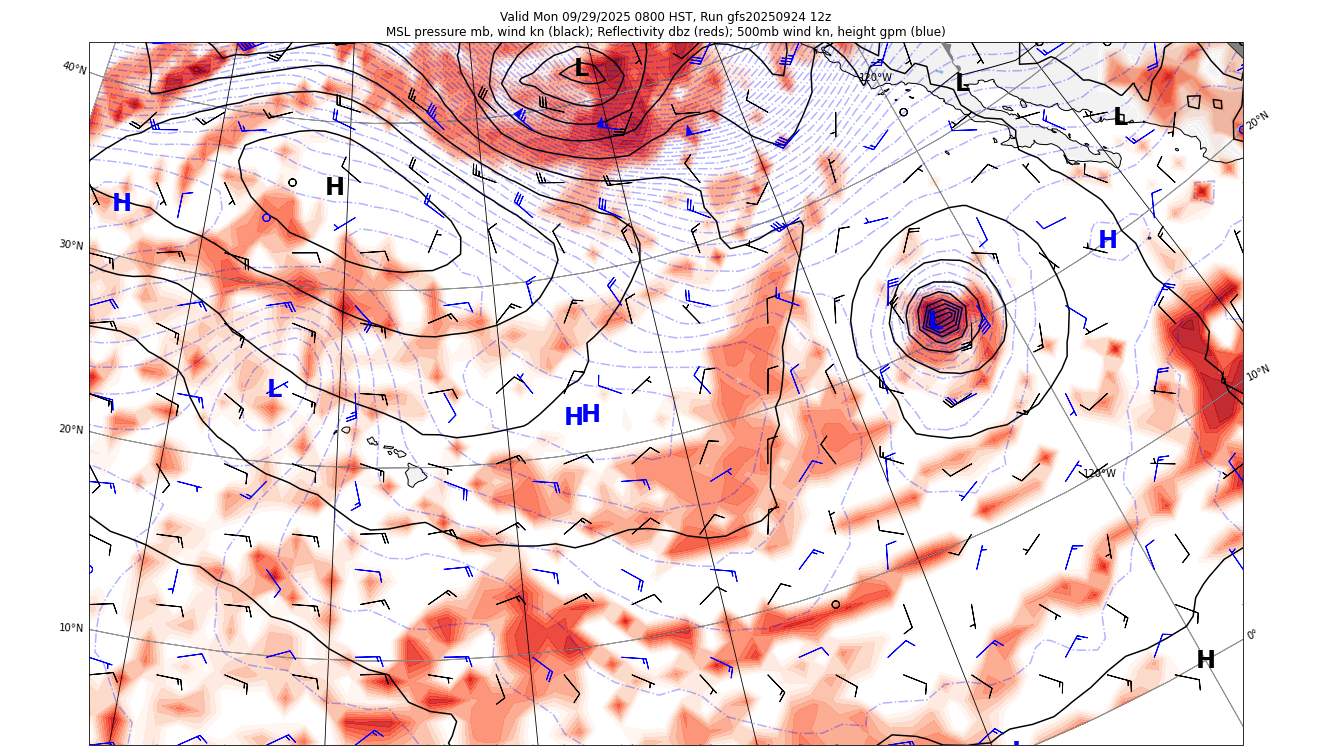 Valid Mon 09/29/2025 0800 HST, Run gfs20250924 12z
MSL pressure mb, wind kn (black); Reflectivity dbz (reds); 500mb wind kn, height gpm (blue)
40°N
L
120°W
L
L
20°N
H
H
30°N
H
L
L
10°N
H H
20°N
120°W
10°N
0°
H
L